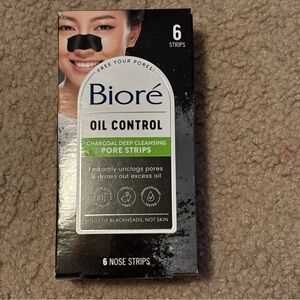 6
STRIPS
FREE YOUR PORES
Bioré
OIL CONTROL
CHARCOAL DEEP CLEANSING
PORE STRIPS
Instantly unclogs pores
& draws out excess oil
BINDS TO BLACKHEADS, NOT SKIN
6 NOSE STRIPS